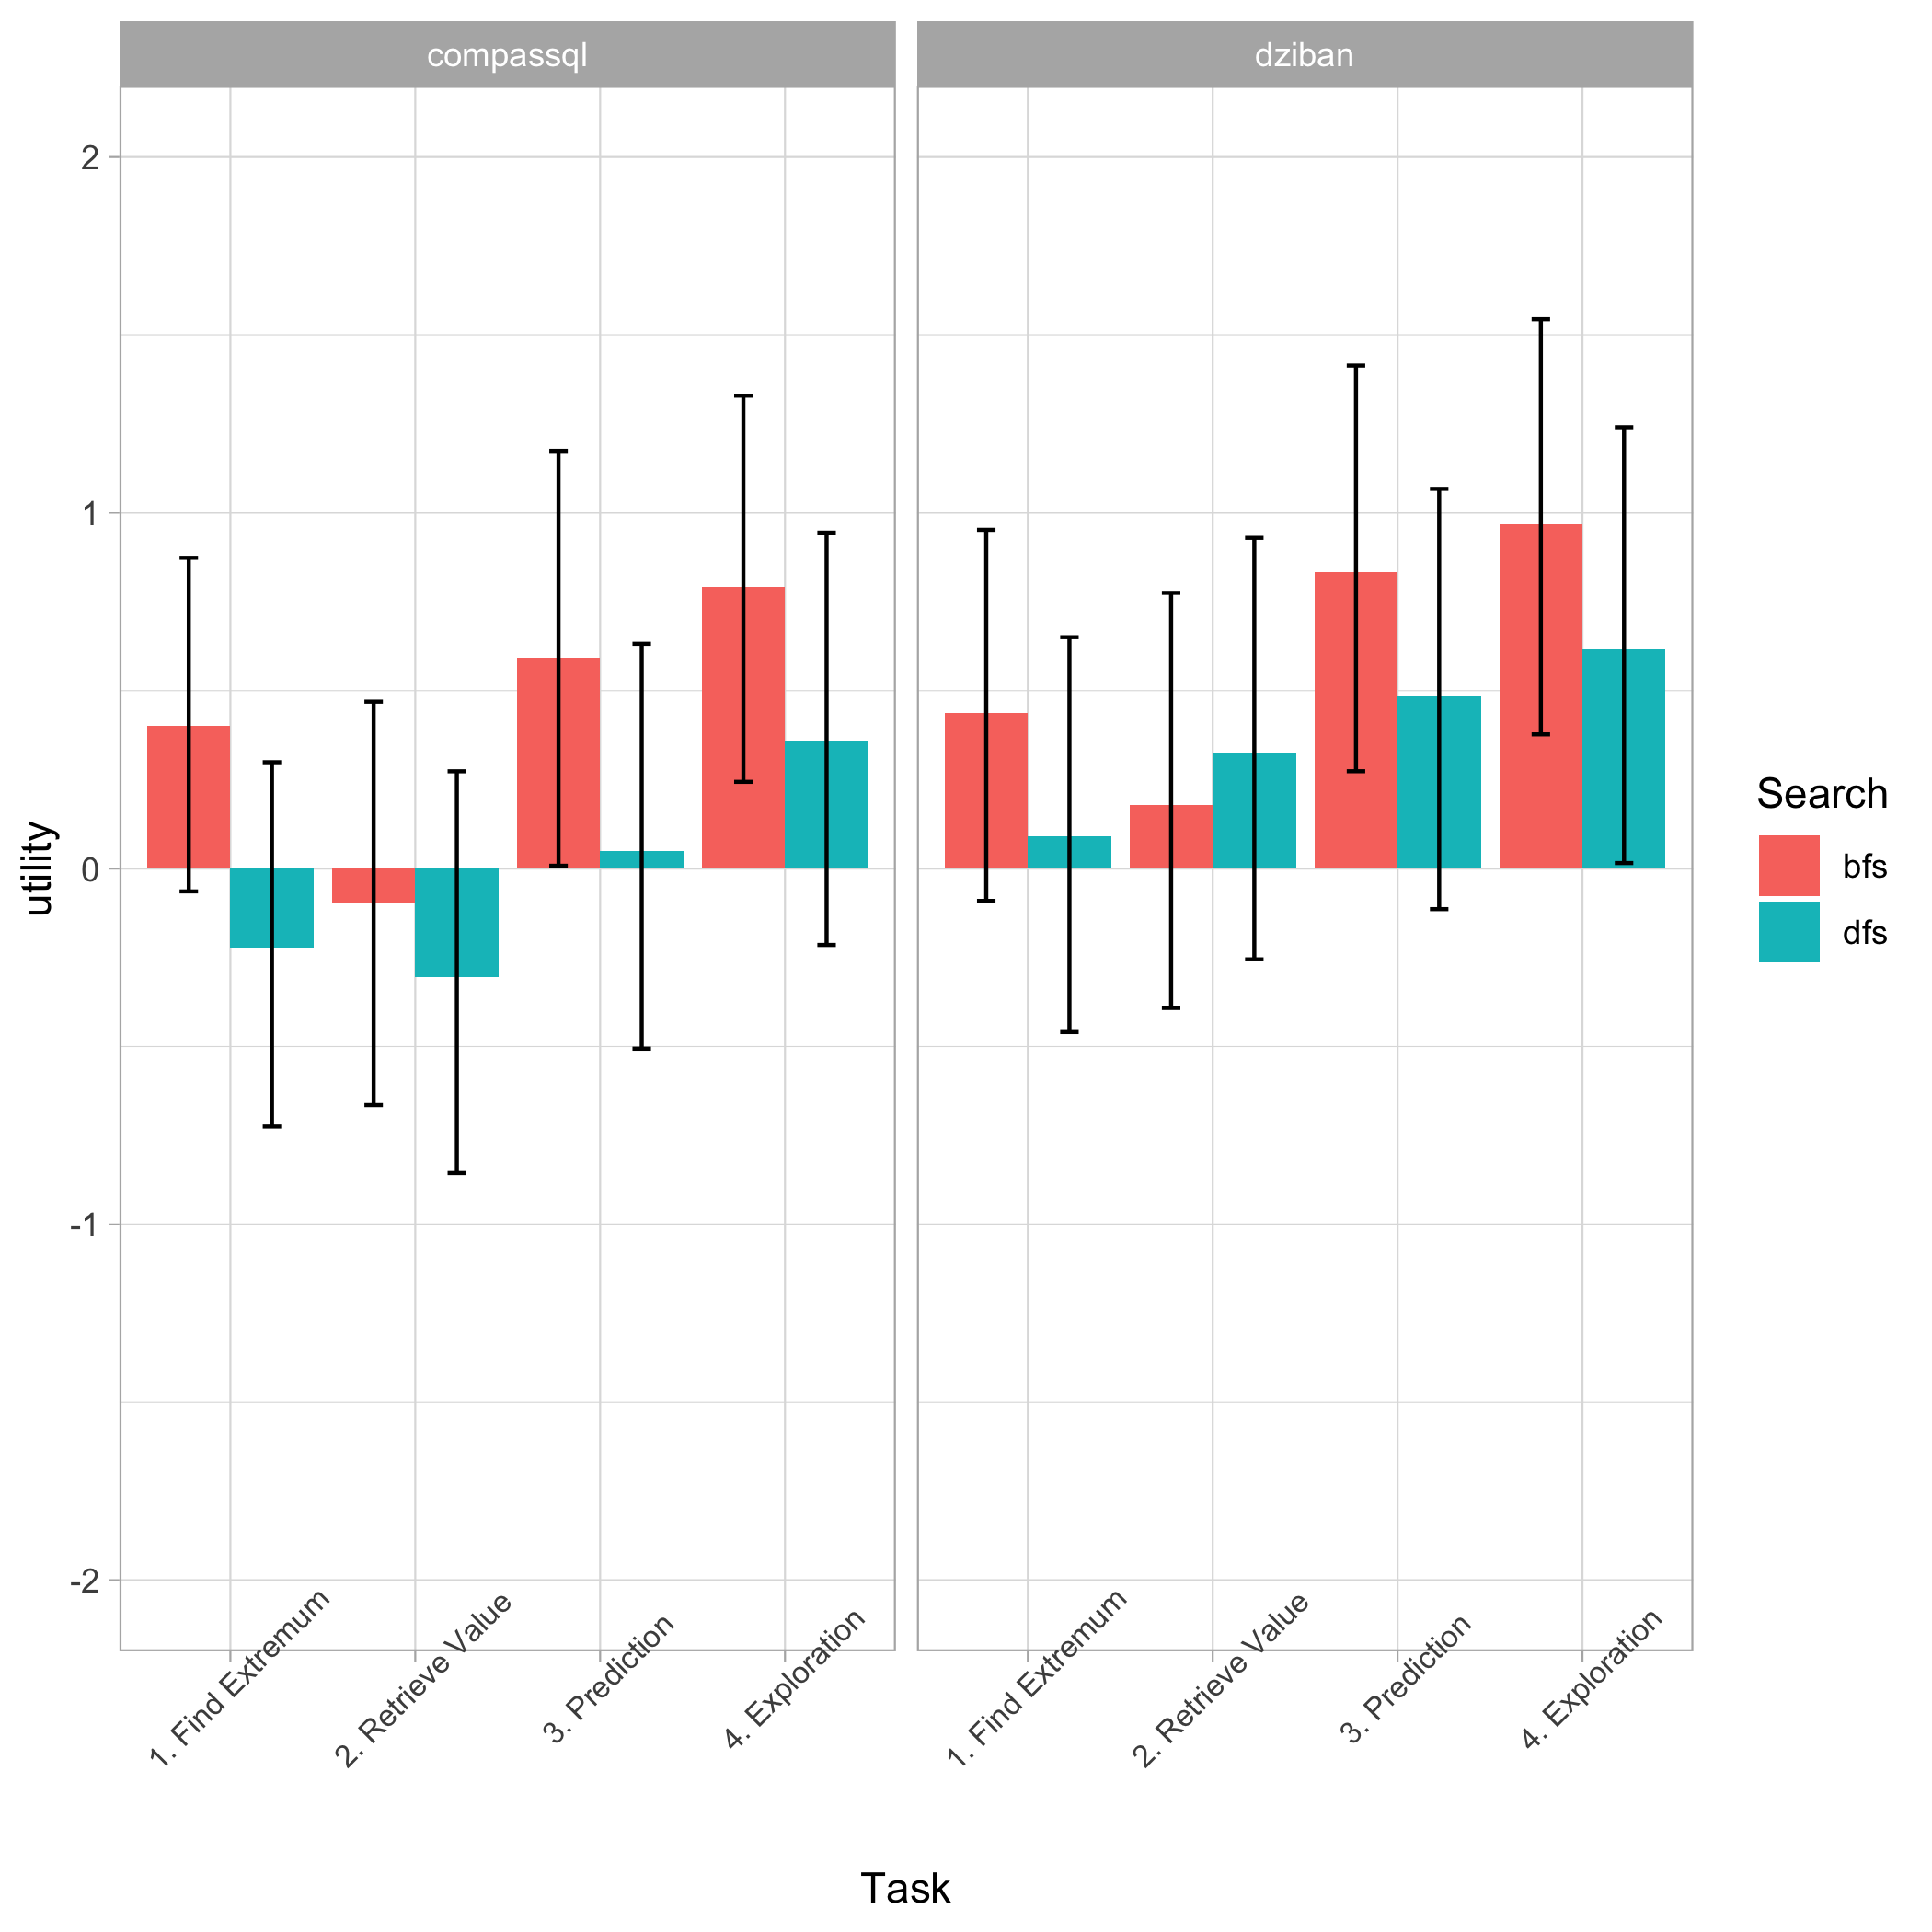 compassql
dziban
utility
2
1
0
-1
-2
1. Find Extremum
2. Retrieve Value
3. Prediction
4. Exploration
1. Find Extremum
2. Retrieve Value
3. Prediction
4. Exploration
Task
Search
bfs
dfs